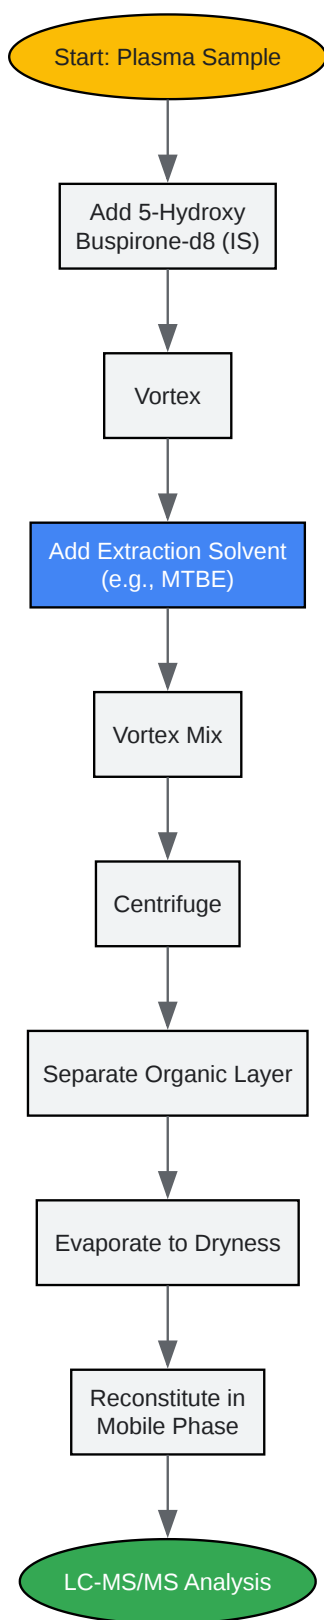 Start: Plasma Sample
Add 5-Hydroxy
Buspirone-d8 (IS)
Vortex
Add Extraction Solvent
(e.g., MTBE)
Vortex Mix
Centrifuge
Separate Organic Layer
Evaporate to Dryness
Reconstitute in
Mobile Phase
LC-MS/MS Analysis